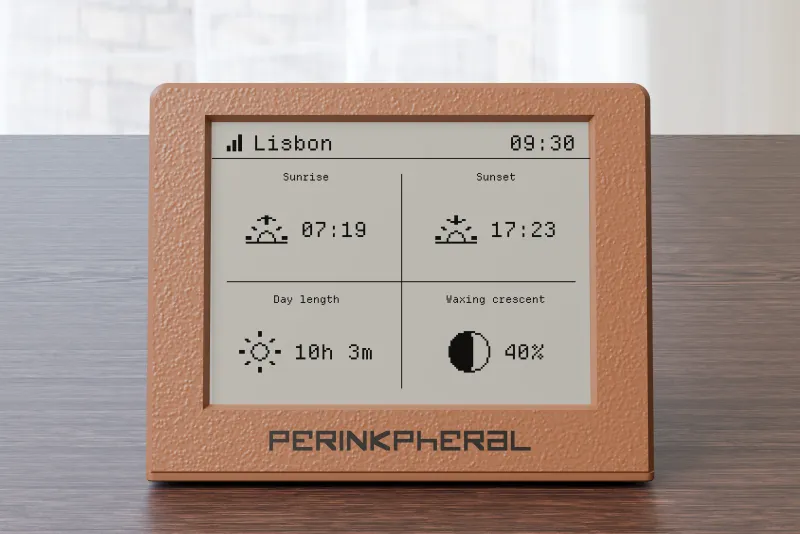 Lisbon 09:30
Sunrise
07:19
Sunset
17:23
Day length
10h 3m
Waxing crescent
40%
PERINKPHERAL